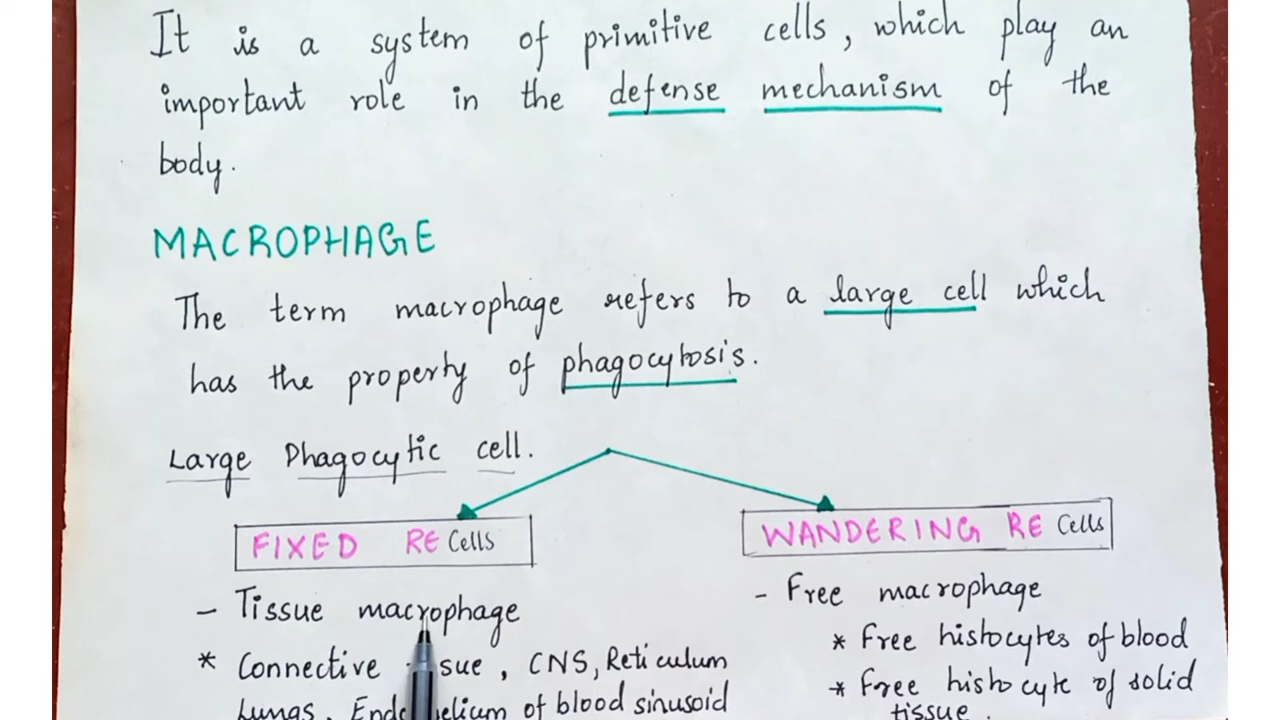 It is a system of primitive cells, which play an
important role in the defense mechanism of the
body.
MACROPHAGE
The term macrophage refers to a large cell which
has the property of phagocytosis.
Large Phagocytic cell.
FIXED RE Cells
- Tissue macrophage
* Connective tissue, CNS, Reticulum
Lungs, Endothelium of blood sinusoid
WANDERING RE Cells
- Free macrophage
* Free histocytes of blood
* Free histocyte of solid
tissue.